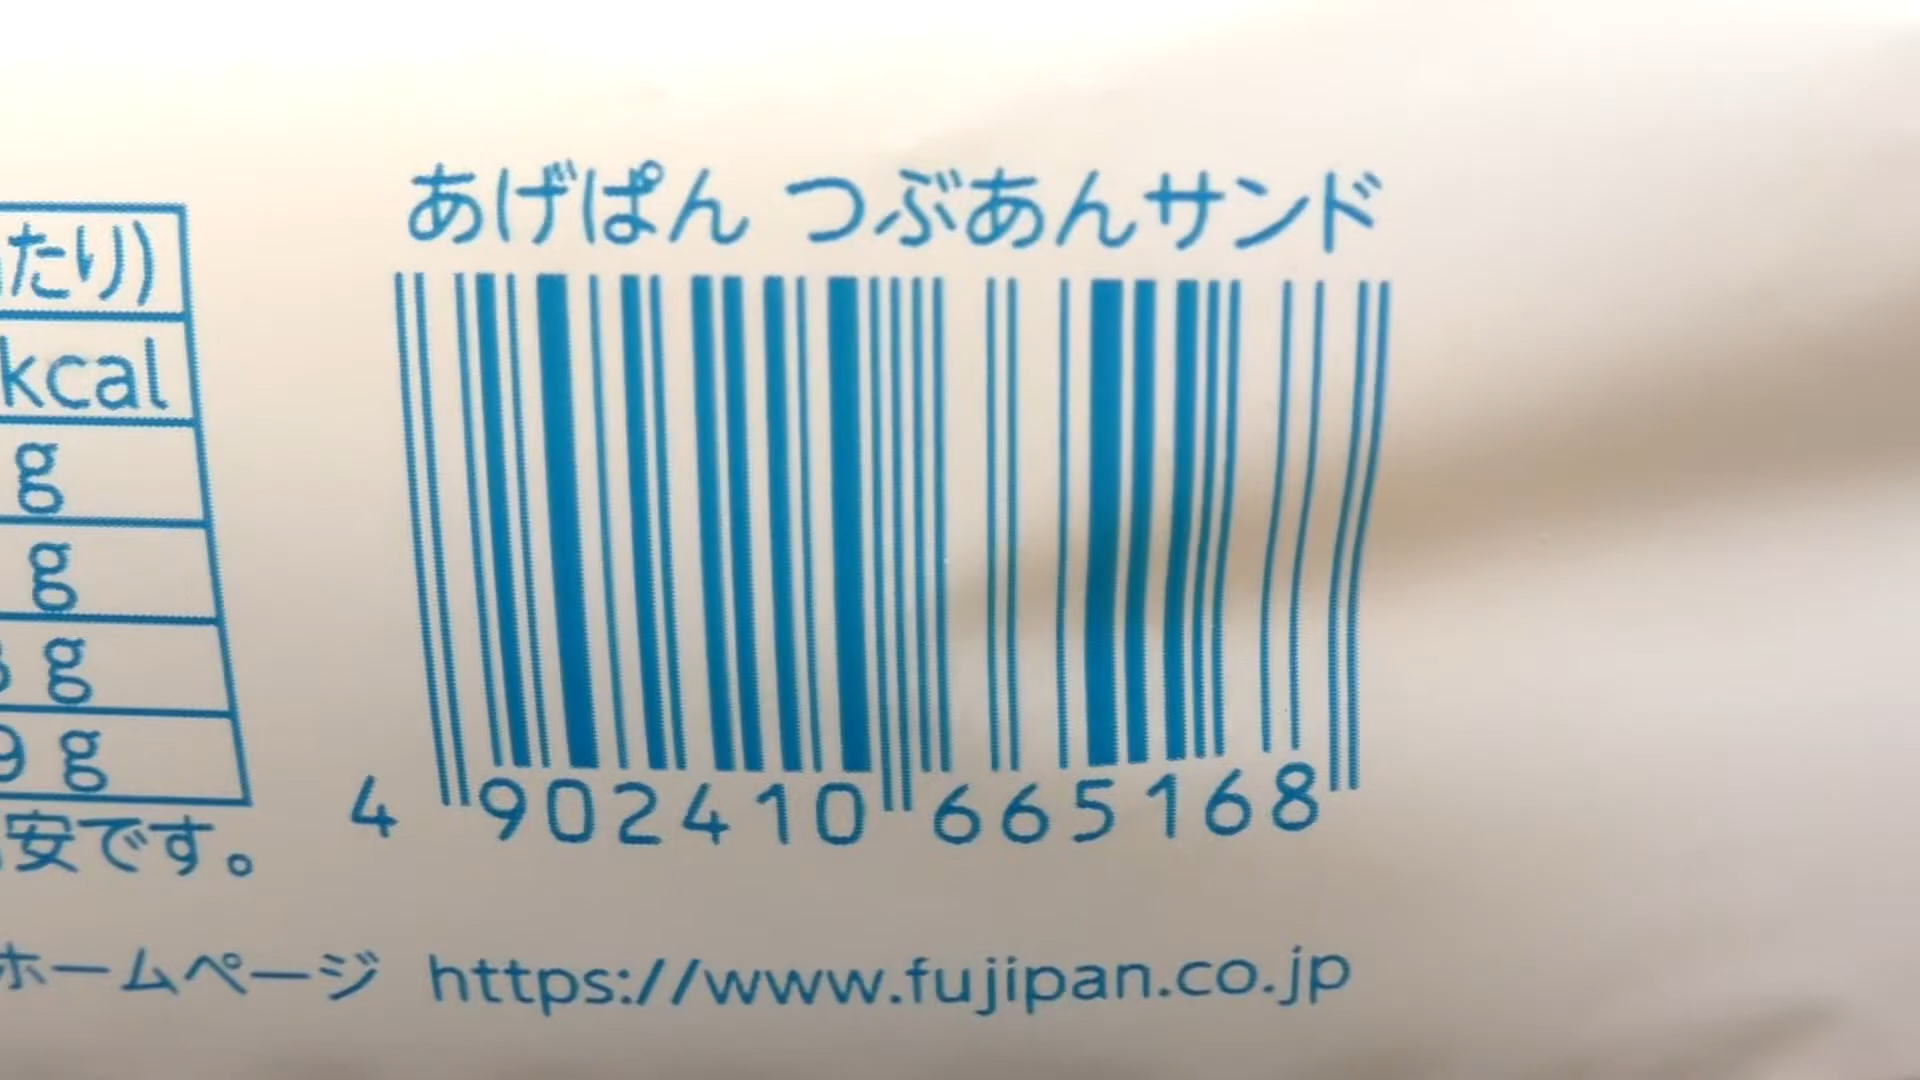 あげぱん つぶあんサンド
たり)
kcal
g
g
g
9 g
安です。
4 902410 665168
ホームページ https://www.fujipan.co.jp